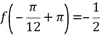 f(−π/12 + π) =− 1/2